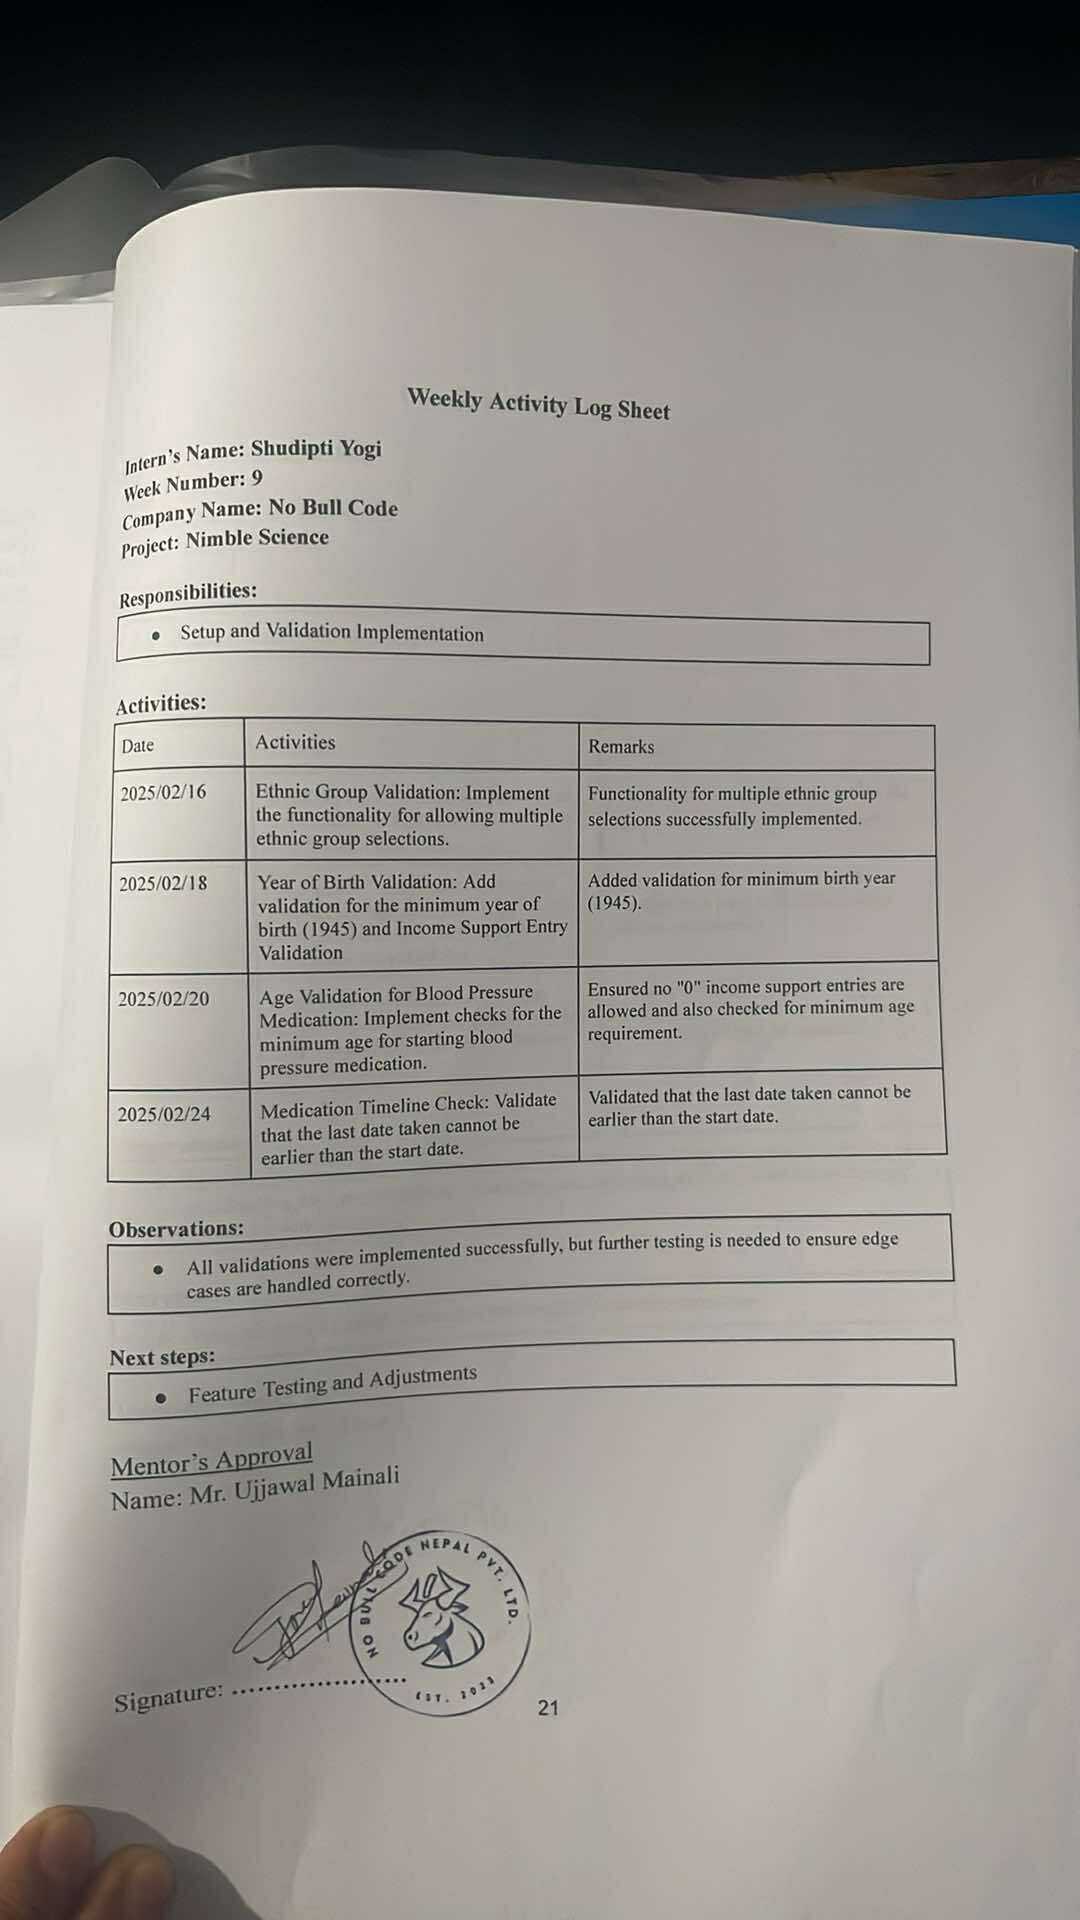 Weekly Activity Log Sheet
Intern's Name: Shudipti Yogi
Week Number: 9
Company Name: No Bull Code
Project: Nimble Science
Responsibilities:
• Setup and Validation Implementation
Activities:
Date Activities Remarks
2025/02/16
Ethnic Group Validation: Implement
the functionality for allowing multiple
ethnic group selections.
Functionality for multiple ethnic group
selections successfully implemented.
2025/02/18
Year of Birth Validation: Add
validation for the minimum year of
birth (1945) and Income Support Entry
Validation
Added validation for minimum birth year
(1945).
2025/02/20
Age Validation for Blood Pressure
Medication: Implement checks for the
minimum age for starting blood
pressure medication.
Ensured no "0" income support entries are
allowed and also checked for minimum age
requirement.
2025/02/24
Medication Timeline Check: Validate
that the last date taken cannot be
earlier than the start date.
Validated that the last date taken cannot be
earlier than the start date.
Observations:
• All validations were implemented successfully, but further testing is needed to ensure edge
cases are handled correctly.
Next steps:
• Feature Testing and Adjustments
Mentor's Approval
Name: Mr. Ujjawal Mainali
NO BULL CODE NEPAL PVT. LTD.
EST. 2023
Signature: ......................
21